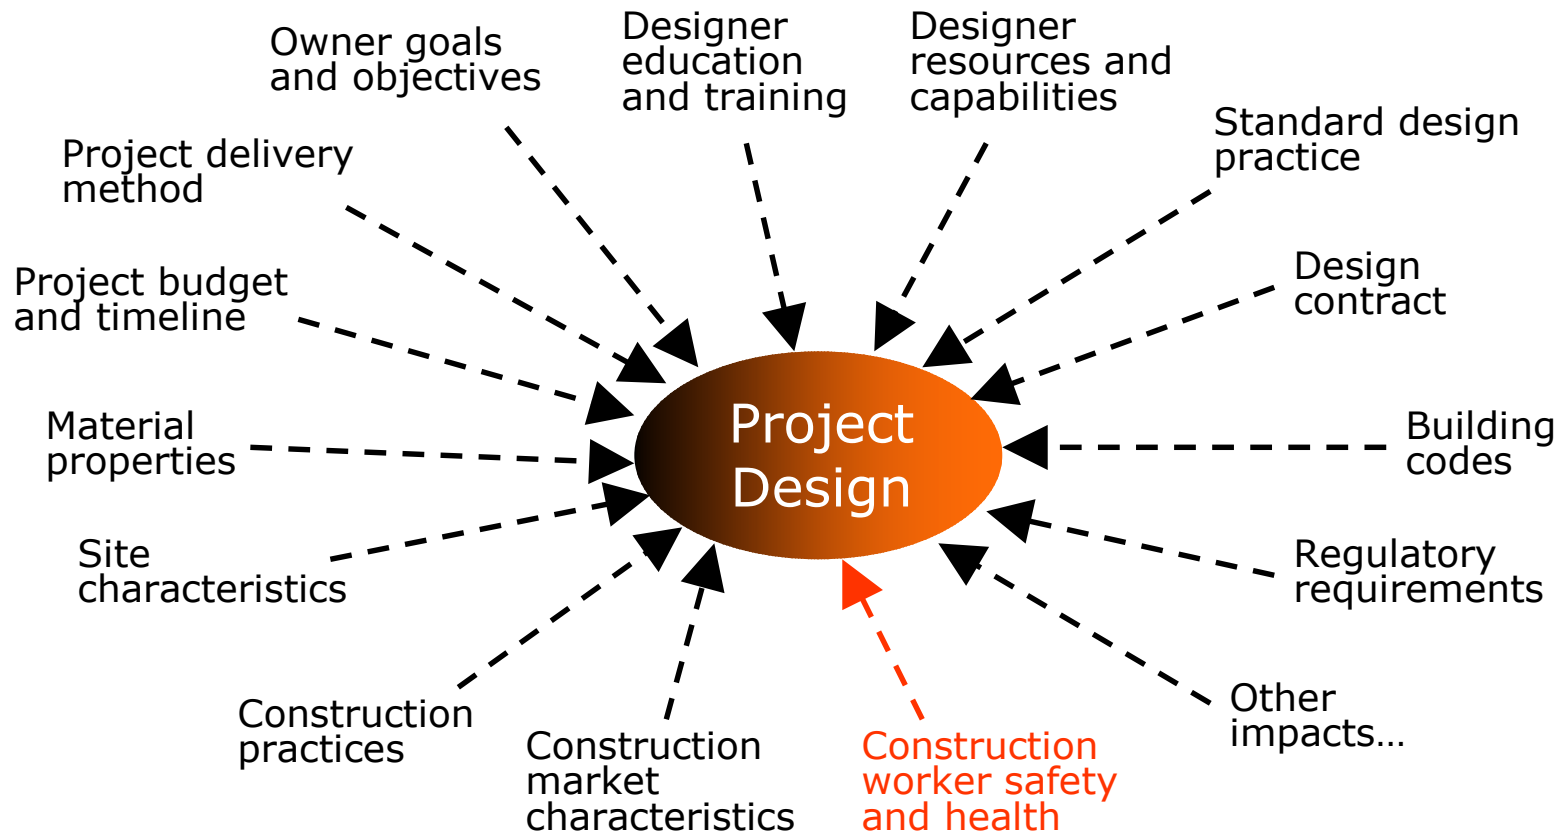 Owner goals
and objectives
Designer
education
and training
Designer
resources and
capabilities
Standard design
practice
Project delivery
method
Design
contract
Project budget
and timeline
Project
Design
Material
properties
Building
codes
Site
characteristics
Regulatory
requirements
Construction
practices
Construction
market
characteristics
Construction
worker safety
and health
Other
impacts…